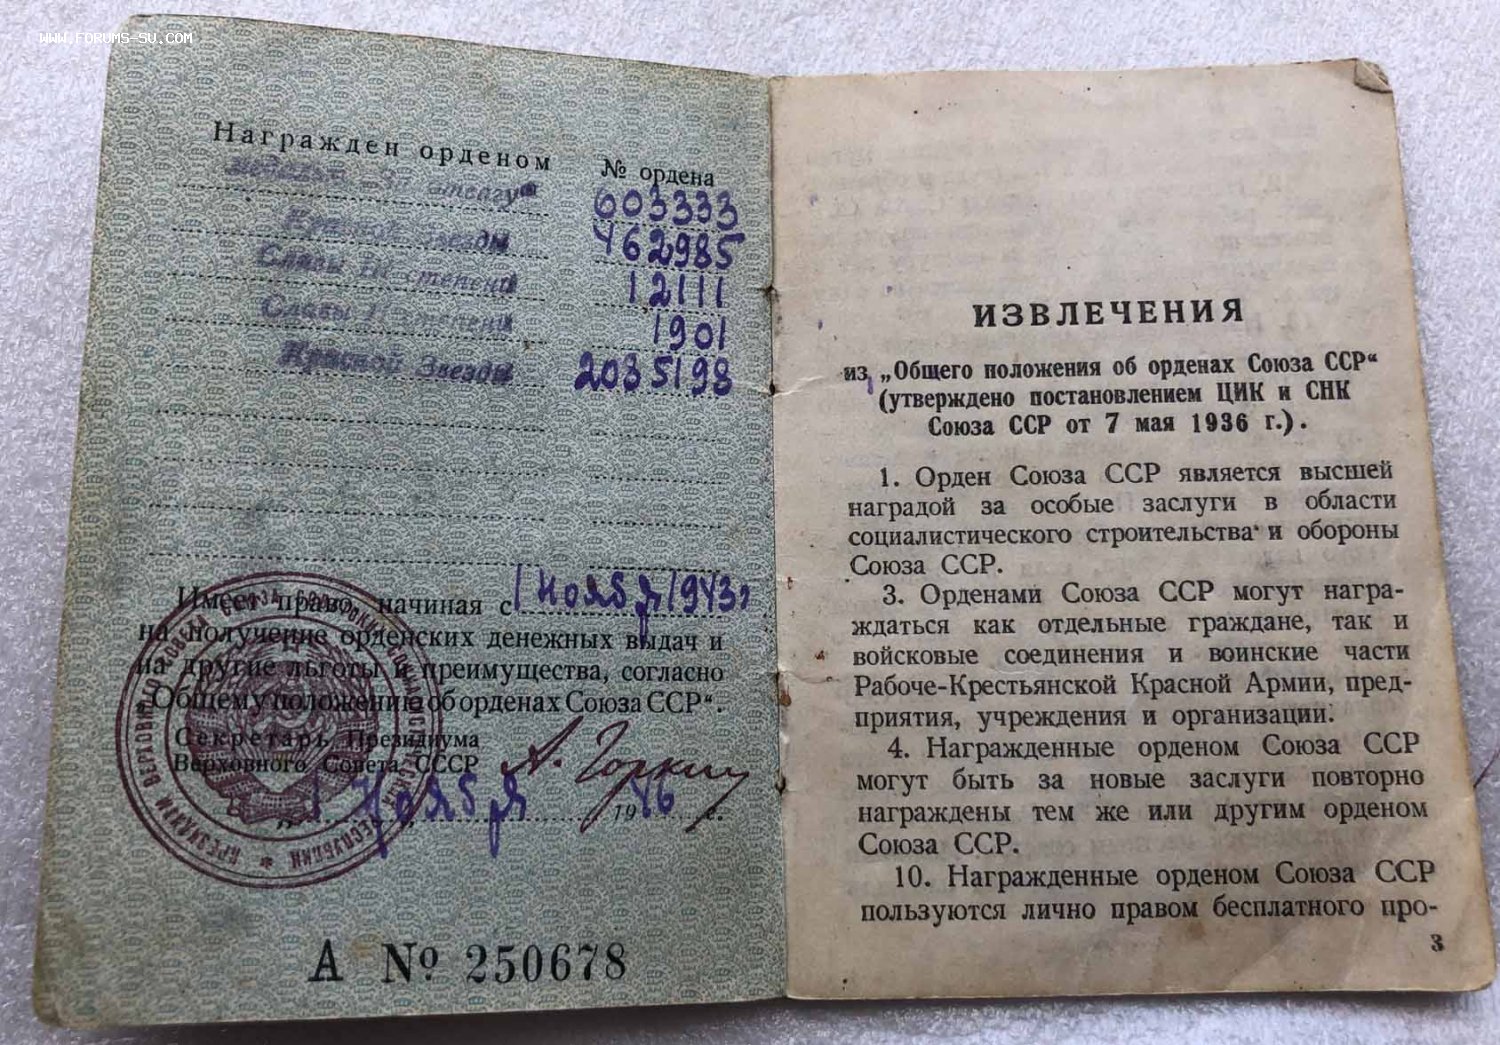 WWW.FORUMS-SU.COM
Награжден орденом № ордена
медалью „За отвагу“ 603333
Красной Звезды 462985
Славы III степени 12111
Славы II степени 1901
Красной Звезды 2035198
Имеет право, начиная с 1 ноября 1943г
на получение орденских денежных выдач и
на другие льготы и преимущества, согласно
„Общему положению об орденах Союза ССР“.
Секретарь Президиума
Верховного Совета СССР А. Горкин
„1“ ноября 1946 г.
А № 250678
ИЗВЛЕЧЕНИЯ
из „Общего положения об орденах Союза ССР“
(утверждено постановлением ЦИК и СНК
Союза ССР от 7 мая 1936 г.).
1. Орден Союза ССР является высшей
наградой за особые заслуги в области
социалистического строительства и обороны
Союза ССР.
3. Орденами Союза ССР могут награ-
ждаться как отдельные граждане, так и
войсковые соединения и воинские части
Рабоче-Крестьянской Красной Армии, пред-
приятия, учреждения и организации.
4. Награжденные орденом Союза ССР
могут быть за новые заслуги повторно
награждены тем же или другим орденом
Союза ССР.
10. Награжденные орденом Союза ССР
пользуются лично правом бесплатного про-
3